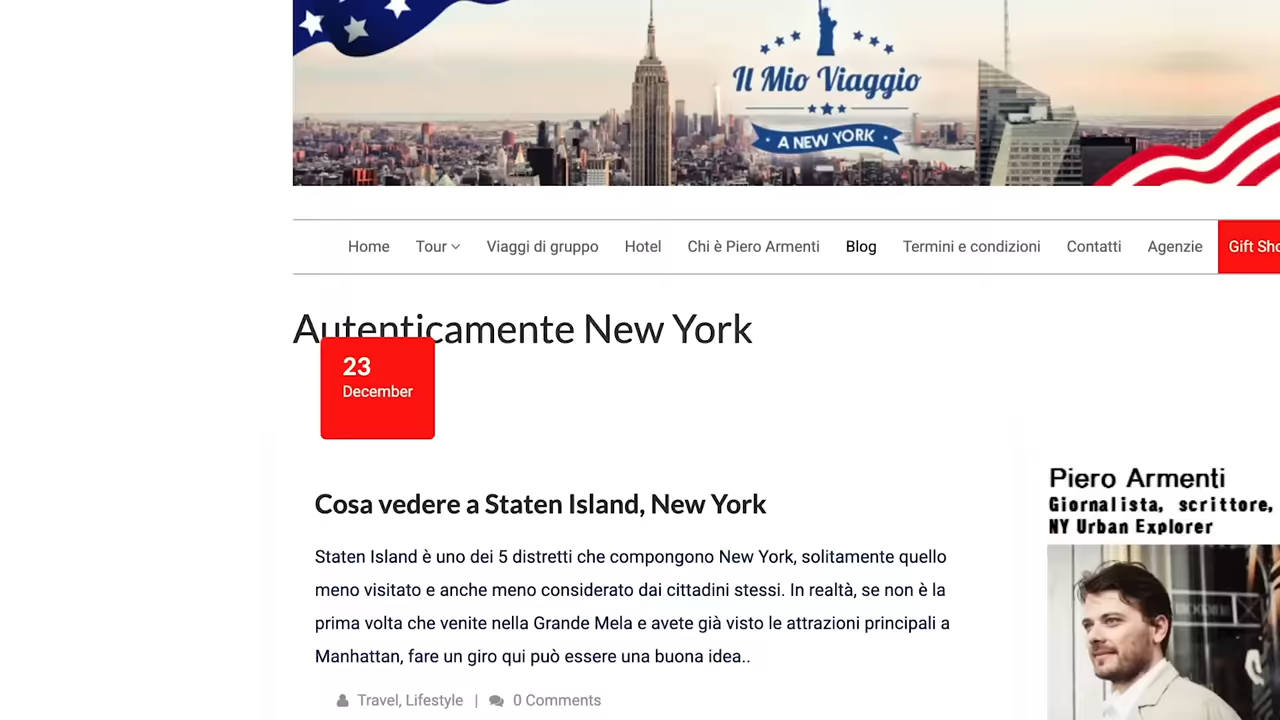 Il Mio Viaggio
A NEW YORK
Home Tour Viaggi di gruppo Hotel Chi è Piero Armenti Blog Termini e condizioni Contatti Agenzie Gift Sho
Autenticamente New York
23
December
Cosa vedere a Staten Island, New York
Staten Island è uno dei 5 distretti che compongono New York, solitamente quello
meno visitato e anche meno considerato dai cittadini stessi. In realtà, se non è la
prima volta che venite nella Grande Mela e avete già visto le attrazioni principali a
Manhattan, fare un giro qui può essere una buona idea..
Travel, Lifestyle | 0 Comments
Piero Armenti
Giornalista, scrittore,
NY Urban Explorer